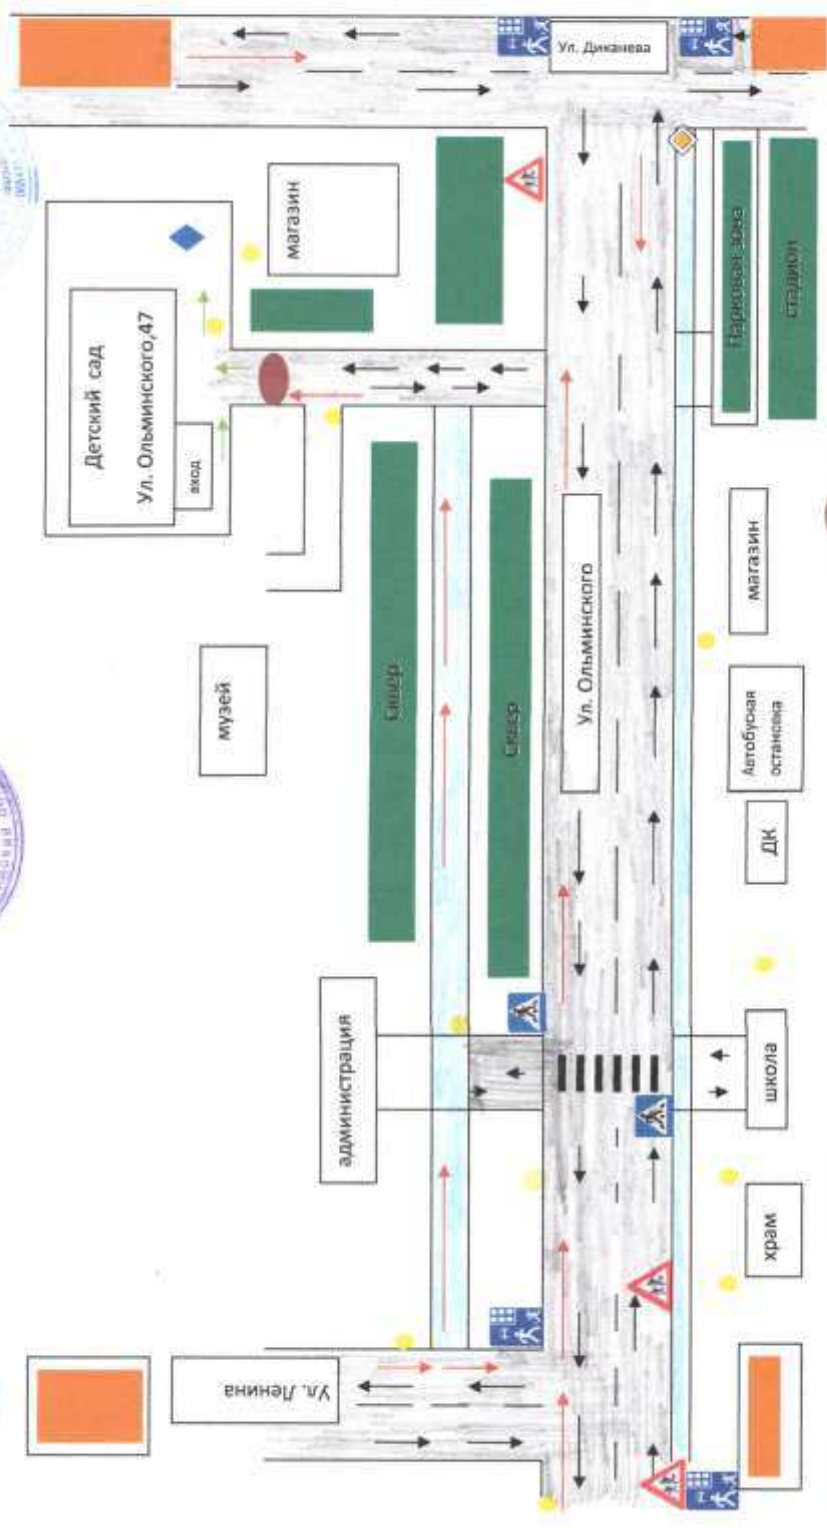 Ул. Диканева
магазин
Детский сад
Ул. Ольминского,47
вход
Парковая зона
стадион
Ул. Ольминского
магазин
музей
Сквер
Сквер
Автобусная
остановка
ДК
администрация
школа
храм
Ул. Ленина